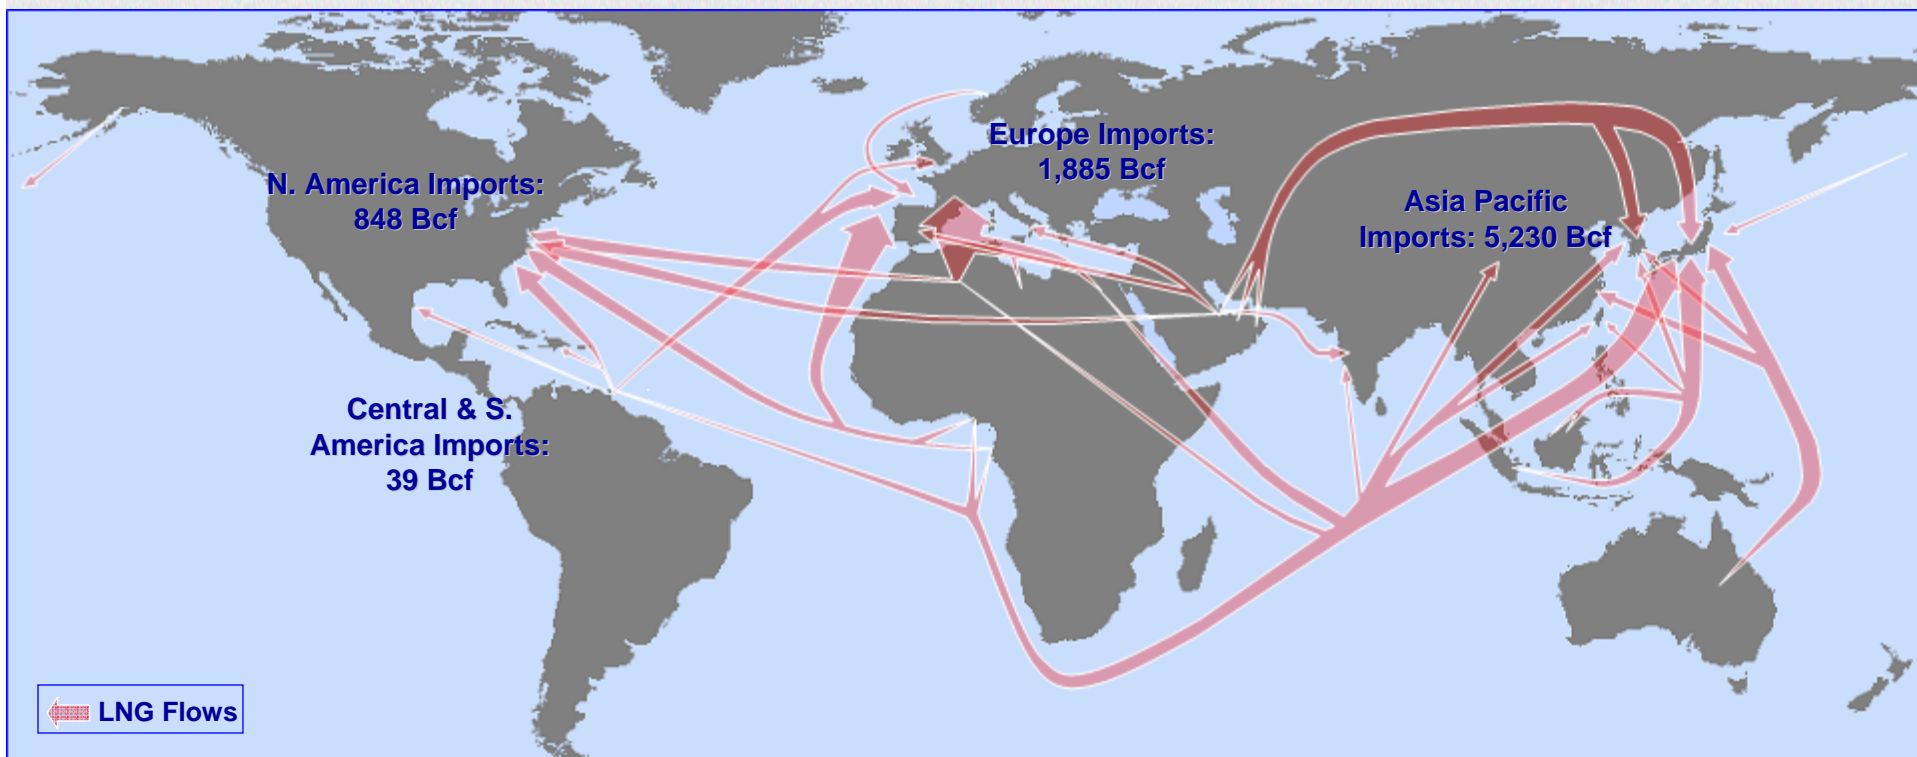 Europe Imports:
1,885 Bcf
N. America Imports:
848 Bcf
Asia Pacific
Imports: 5,230 Bcf
Central & S.
America Imports:
39 Bcf
LNG Flows